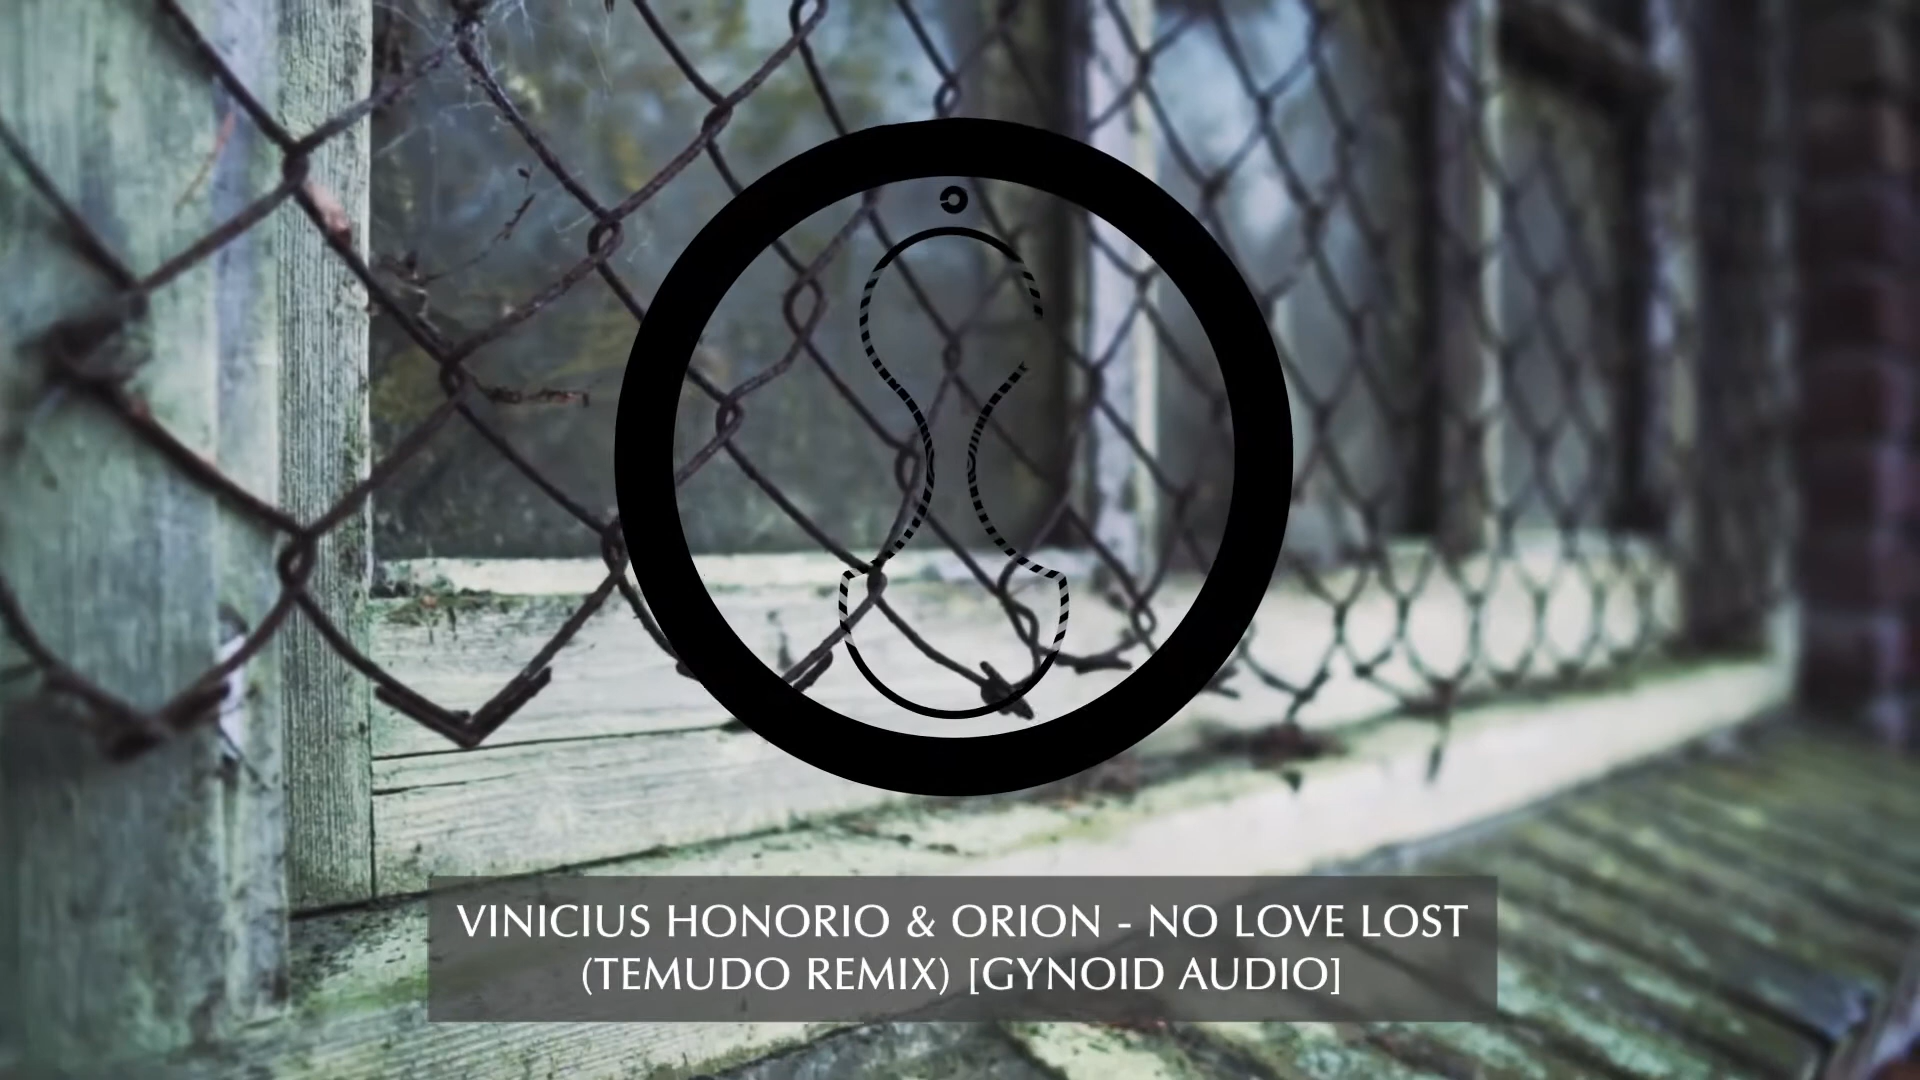 VINICIUS HONORIO & ORION - NO LOVE LOST
(TEMUDO REMIX) [GYNOID AUDIO]